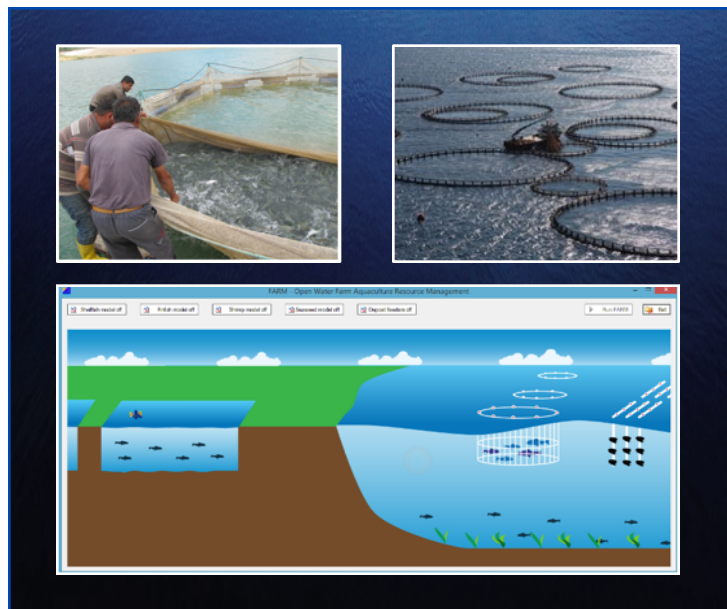 FARM - Open Water Farm Aquaculture Resource Management
Shellfish model off
Finfish model off
Shrimp model off
Seaweed model off
Deposit feeders off
Run FARM
Exit